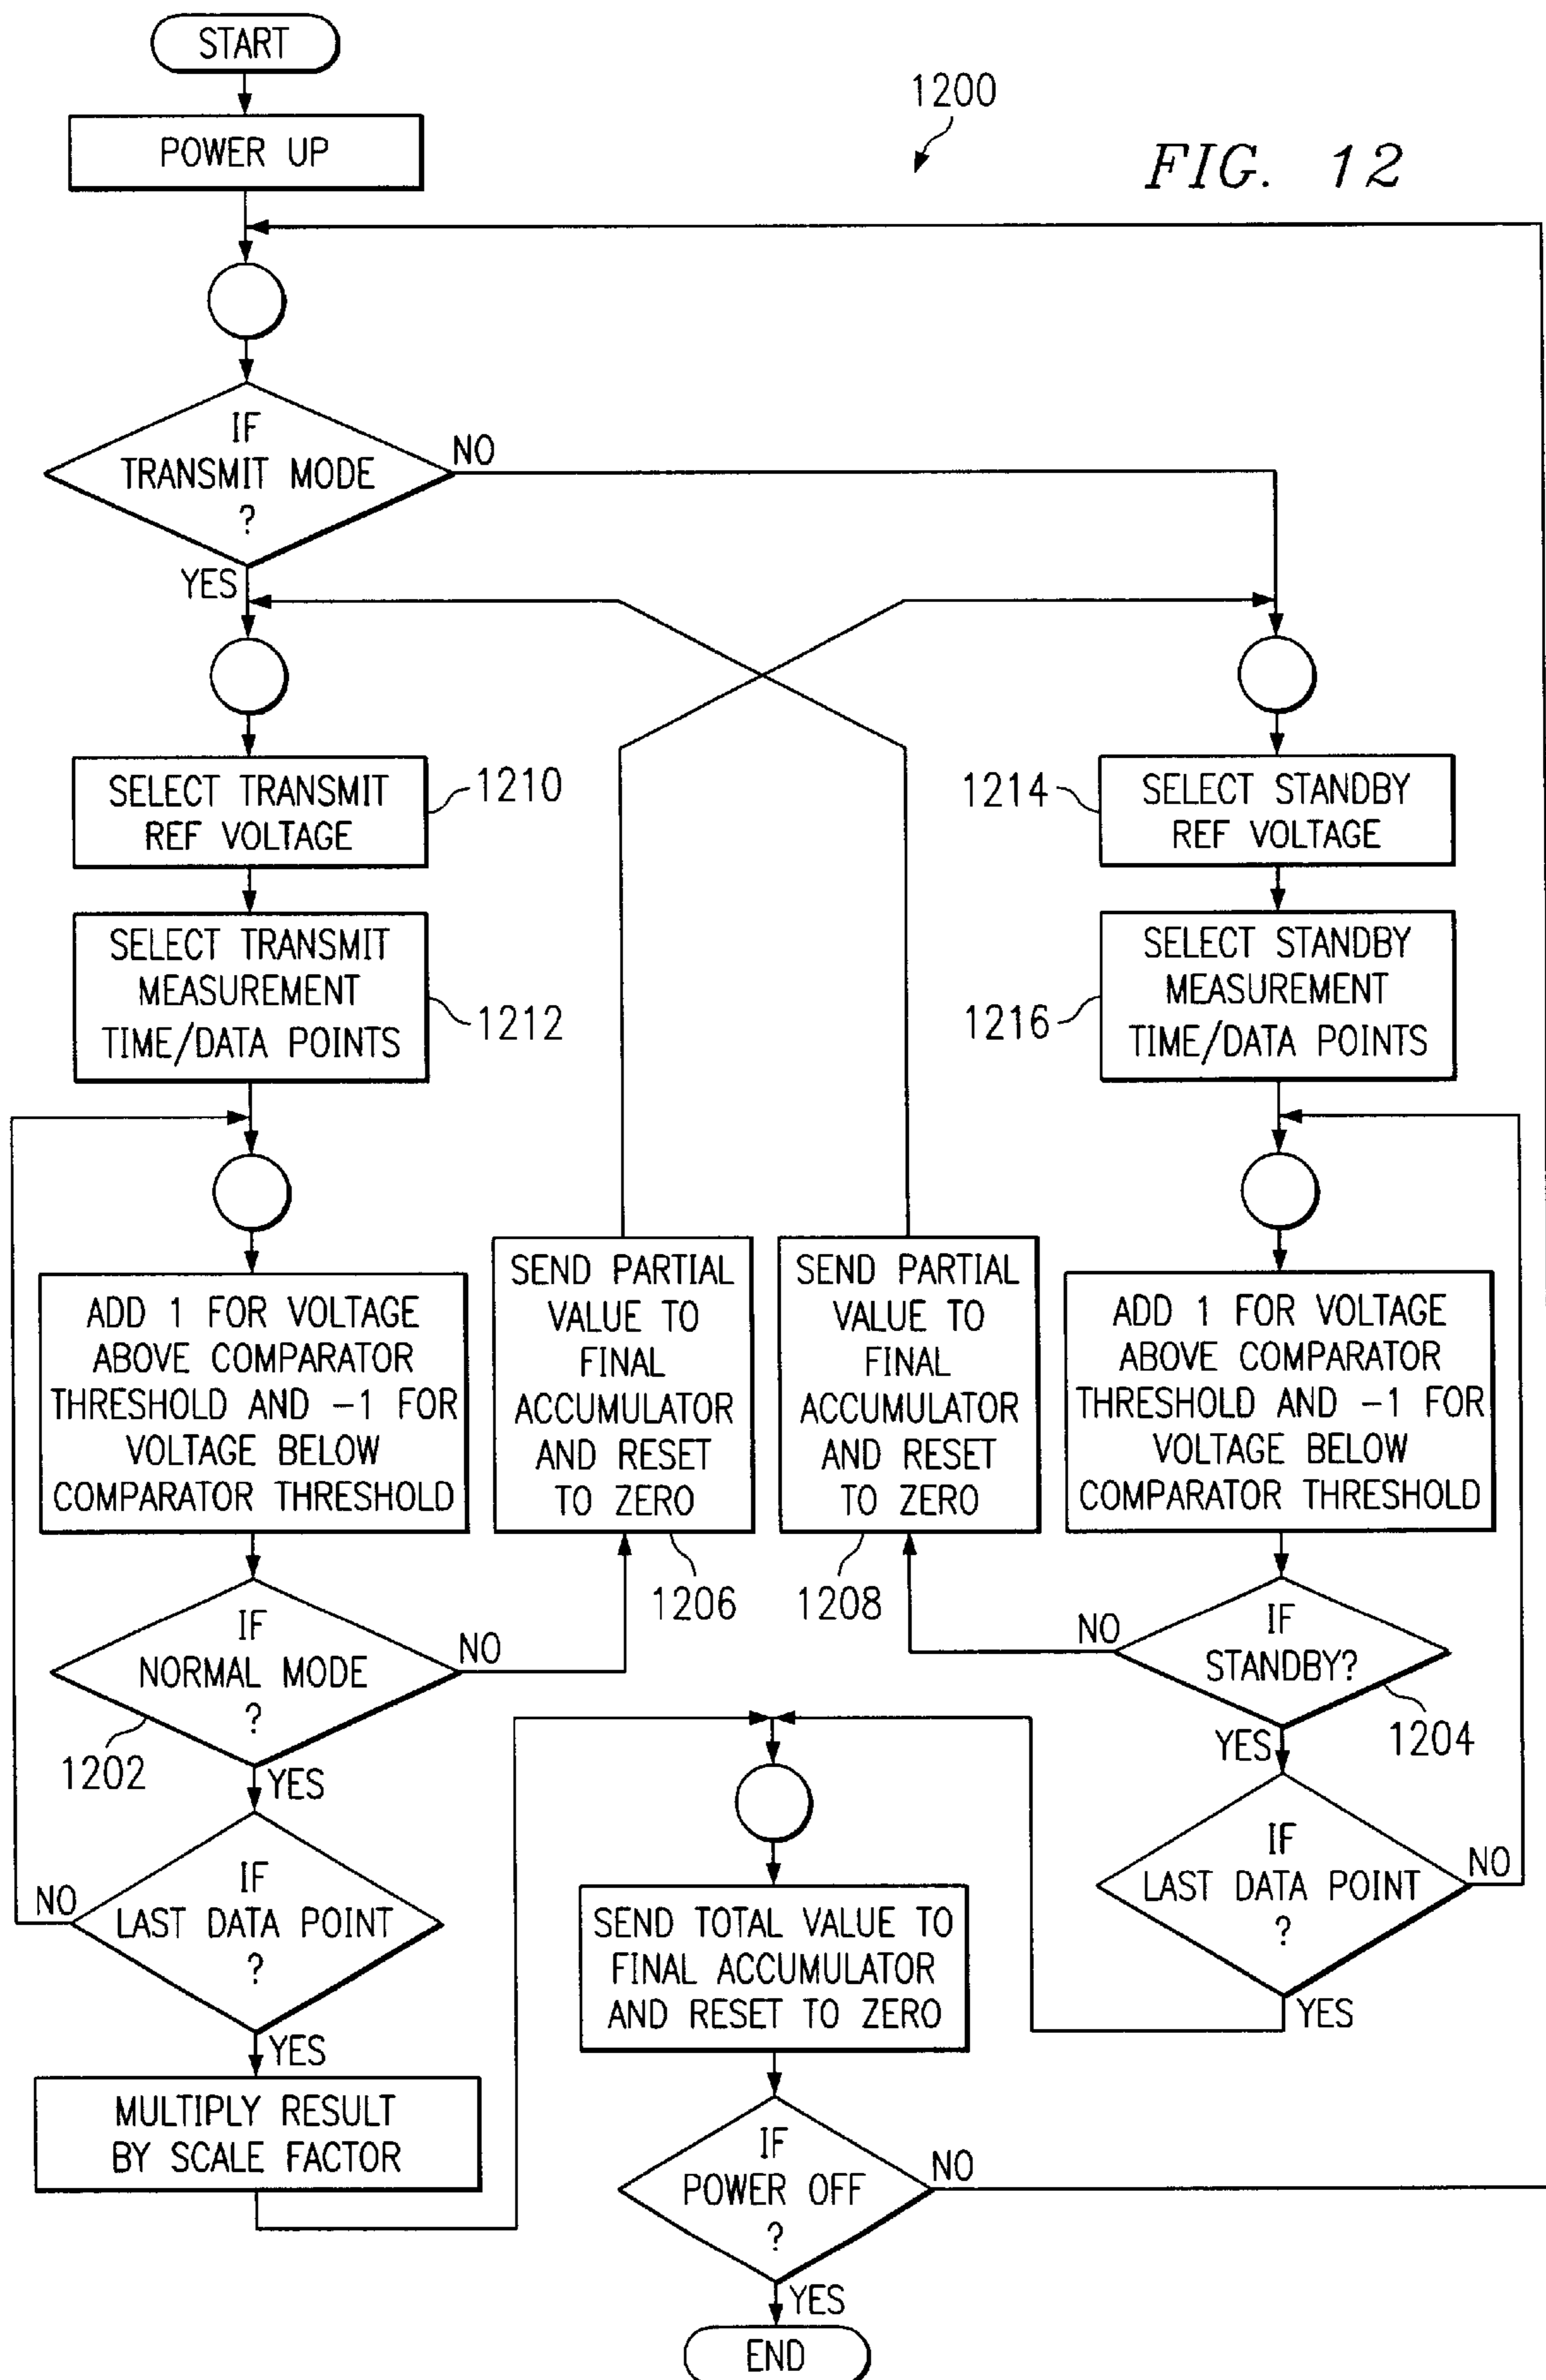 START
1200
FIG. 12
POWER UP
IF
TRANSMIT MODE
?
NO
YES
SELECT TRANSMIT
REF VOLTAGE
1210
1214
SELECT STANDBY
REF VOLTAGE
SELECT TRANSMIT
MEASUREMENT
TIME/DATA POINTS
1212
1216
SELECT STANDBY
MEASUREMENT
TIME/DATA POINTS
ADD 1 FOR VOLTAGE
ABOVE COMPARATOR
THRESHOLD AND -1 FOR
VOLTAGE BELOW
COMPARATOR THRESHOLD
SEND PARTIAL
VALUE TO
FINAL
ACCUMULATOR
AND RESET
TO ZERO
SEND PARTIAL
VALUE TO
FINAL
ACCUMULATOR
AND RESET
TO ZERO
ADD 1 FOR VOLTAGE
ABOVE COMPARATOR
THRESHOLD AND -1 FOR
VOLTAGE BELOW
COMPARATOR THRESHOLD
1206
1208
IF
NORMAL MODE
?
NO
NO
IF
STANDBY?
1202
YES
YES
1204
IF
LAST DATA POINT
?
NO
YES
IF
LAST DATA POINT
?
NO
YES
SEND TOTAL VALUE TO
FINAL ACCUMULATOR
AND RESET TO ZERO
MULTIPLY RESULT
BY SCALE FACTOR
IF
POWER OFF
?
NO
YES
END